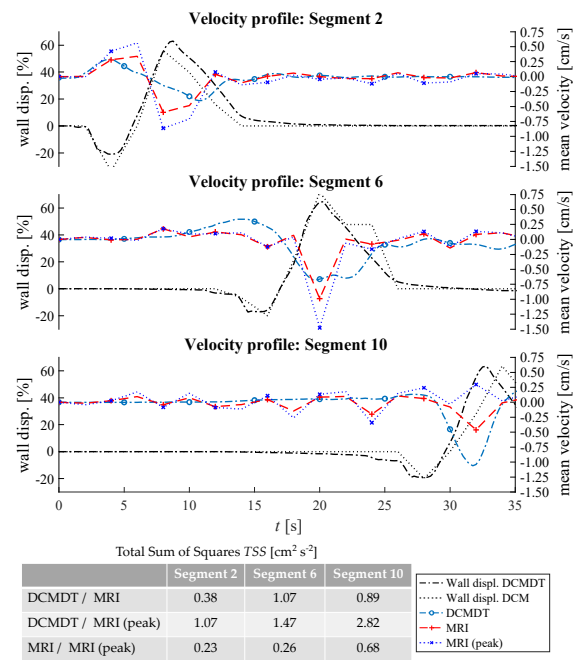 Velocity profile: Segment 2
wall disp. [%]
60
40
20
0
-20
0.75
0.50
0.25
0.00
-0.25
-0.50
-0.75
-1.00
-1.25
-1.50
mean velocity [cm/s]
Velocity profile: Segment 6
wall disp. [%]
60
40
20
0
-20
0.75
0.50
0.25
0.00
-0.25
-0.50
-0.75
-1.00
-1.25
-1.50
mean velocity [cm/s]
Velocity profile: Segment 10
wall disp. [%]
60
40
20
0
-20
0.75
0.50
0.25
0.00
-0.25
-0.50
-0.75
-1.00
-1.25
-1.50
mean velocity [cm/s]
0 5 10 15 20 25 30 35
t [s]
Total Sum of Squares TSS [cm² s⁻²]
Segment 2 Segment 6 Segment 10
DCMDT / MRI 0.38 1.07 0.89
DCMDT / MRI (peak) 1.07 1.47 2.82
MRI / MRI (peak) 0.23 0.26 0.68
Wall displ. DCMDT
Wall displ. DCM
DCMDT
MRI
MRI (peak)